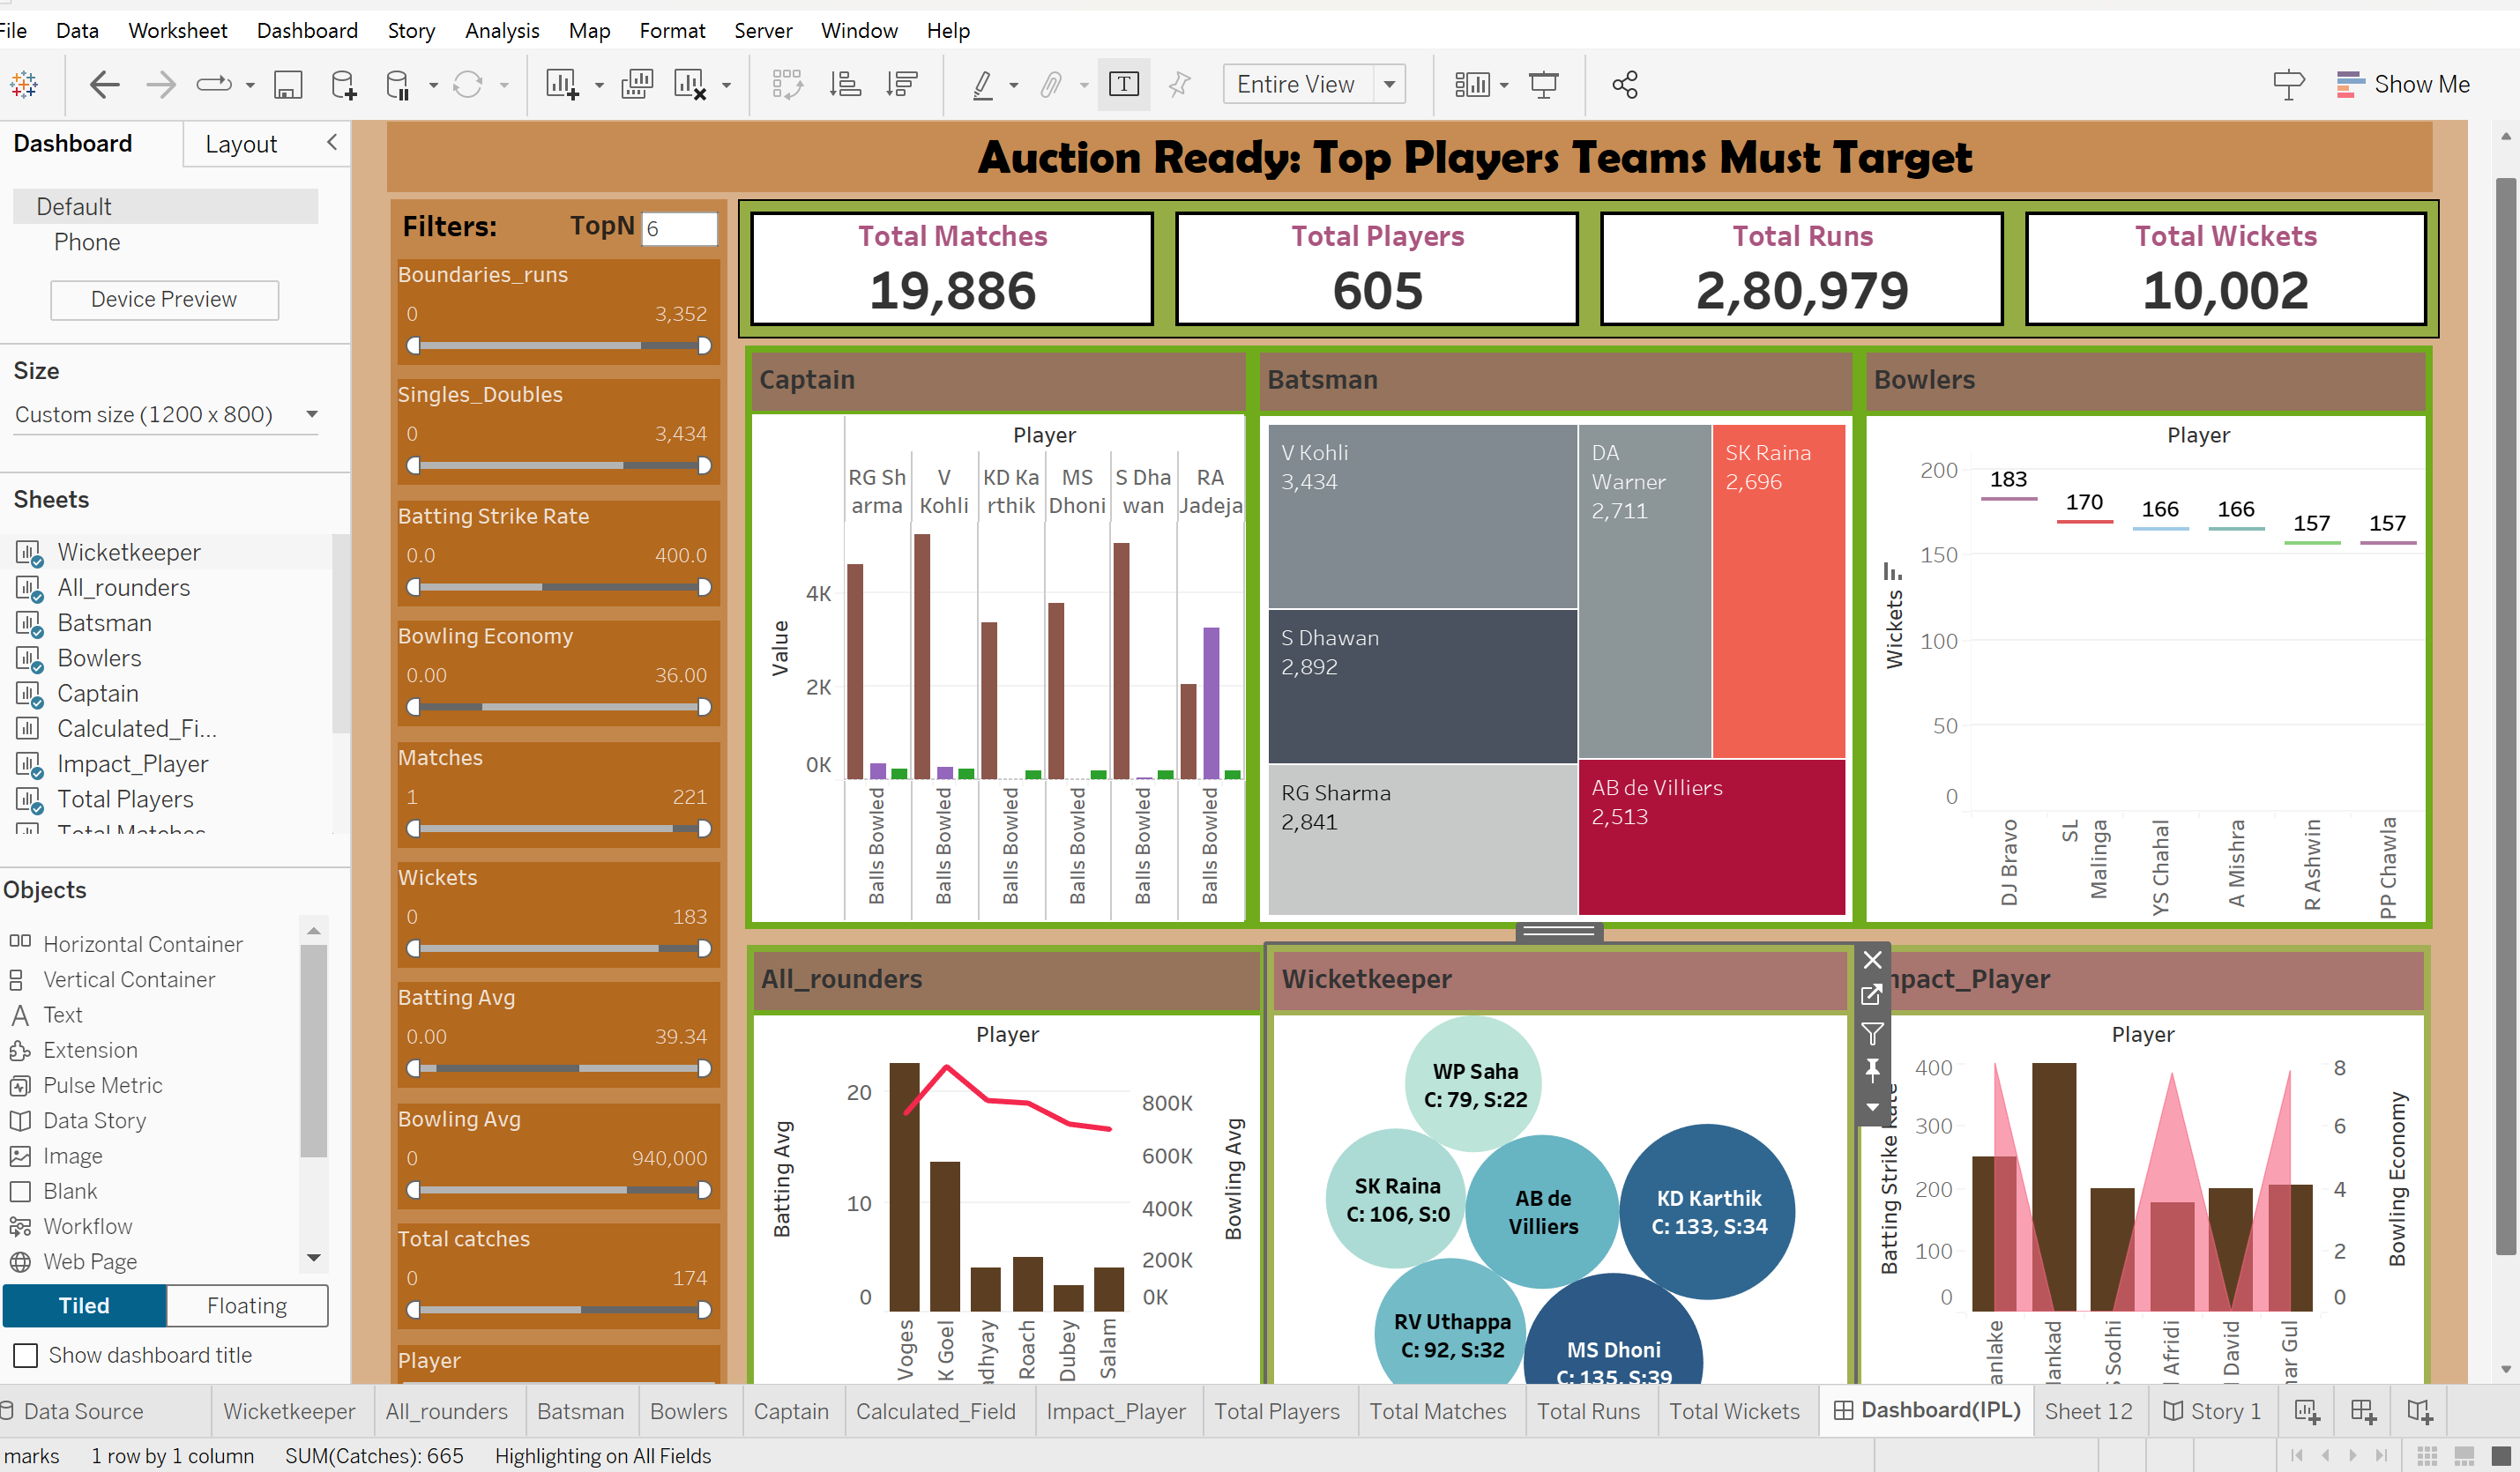 File Data Worksheet Dashboard Story Analysis Map Format Server Window Help
Entire View
Show Me
Dashboard Layout
Default
Phone
Device Preview
Size
Custom size (1200 x 800)
Sheets
Wicketkeeper
All_rounders
Batsman
Bowlers
Captain
Calculated_Fi...
Impact_Player
Total Players
Total Matches
Objects
Horizontal Container
Vertical Container
Text
Extension
Pulse Metric
Data Story
Image
Blank
Workflow
Web Page
Tiled Floating
Show dashboard title
Auction Ready: Top Players Teams Must Target
Filters: TopN 6
Boundaries_runs
0 3,352
Singles_Doubles
0 3,434
Batting Strike Rate
0.0 400.0
Bowling Economy
0.00 36.00
Matches
1 221
Wickets
0 183
Batting Avg
0.00 39.34
Bowling Avg
0 940,000
Total catches
0 174
Player
Total Matches
19,886
Total Players
605
Total Runs
2,80,979
Total Wickets
10,002
Captain
Player
RG Sh
arma
V
Kohli
KD Ka
rthik
MS
Dhoni
S Dha
wan
RA
Jadeja
Value
4K
2K
0K
Balls Bowled
Balls Bowled
Balls Bowled
Balls Bowled
Balls Bowled
Balls Bowled
Batsman
V Kohli
3,434
S Dhawan
2,892
RG Sharma
2,841
DA
Warner
2,711
SK Raina
2,696
AB de Villiers
2,513
Bowlers
Player
Wickets
200
150
100
50
0
183
170
166
166
157
157
DJ Bravo
SL
Malinga
YS Chahal
A Mishra
R Ashwin
PP Chawla
All_rounders
Player
Batting Avg
20
10
0
800K
600K
400K
200K
0K
Bowling Avg
Voges
K Goel
adhyay
Roach
Dubey
Salam
Wicketkeeper
WP Saha
C: 79, S:22
SK Raina
C: 106, S:0
AB de
Villiers
KD Karthik
C: 133, S:34
RV Uthappa
C: 92, S:32
MS Dhoni
C: 135, S:39
mpact_Player
Player
Batting Strike Rate
400
300
200
100
0
8
6
4
2
0
Bowling Economy
anlake
lankad
S Sodhi
l Afridi
l David
nar Gul
Data Source Wicketkeeper All_rounders Batsman Bowlers Captain Calculated_Field Impact_Player Total Players Total Matches Total Runs Total Wickets Dashboard(IPL) Sheet 12 Story 1
marks 1 row by 1 column SUM(Catches): 665 Highlighting on All Fields